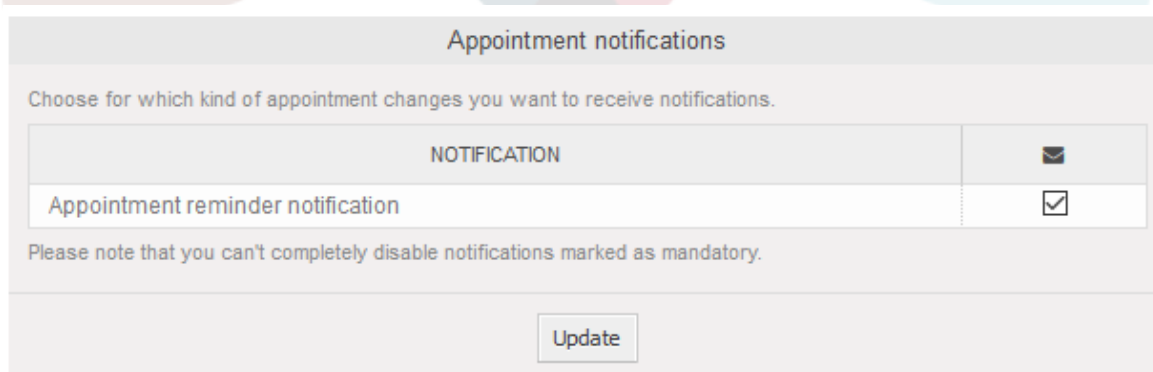 Appointment notifications
Choose for which kind of appointment changes you want to receive notifications.
NOTIFICATION
Appointment reminder notification
Please note that you can't completely disable notifications marked as mandatory.
Update